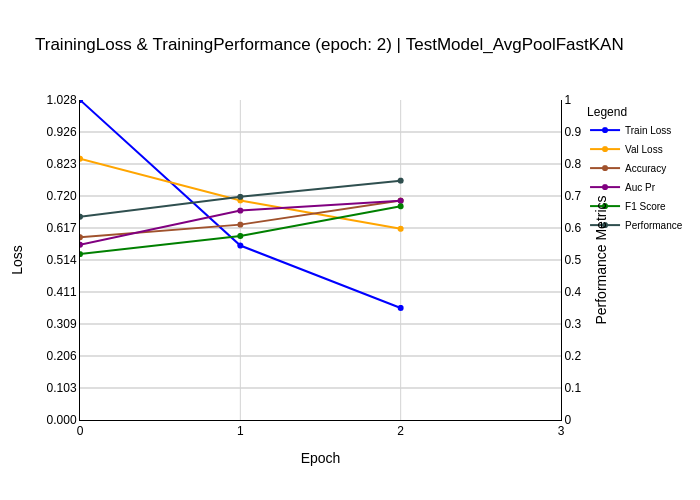 TrainingLoss & TrainingPerformance (epoch: 2) | TestModel_AvgPoolFastKAN
1.028
0.926
0.823
0.720
0.617
0.514
0.411
0.309
0.206
0.103
0.000
Loss
0
1
2
3
Epoch
1
0.9
0.8
0.7
0.6
0.5
0.4
0.3
0.2
0.1
0
Performance Metrics
Legend
Train Loss
Val Loss
Accuracy
Auc Pr
F1 Score
Performance